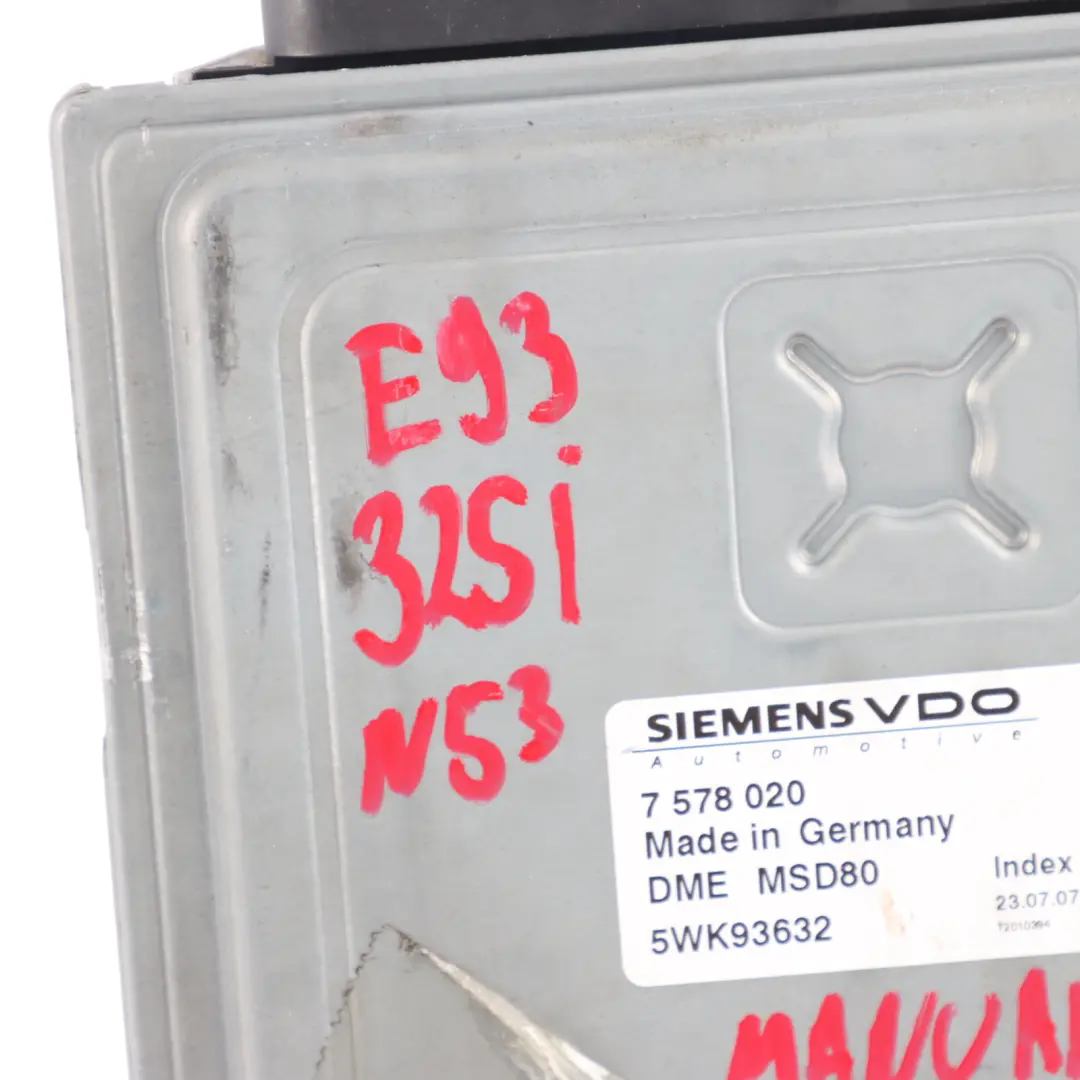 E93
325i
N53
SIEMENS VDO
Automotive
7 578 020
Made in Germany
DME MSD80
Index
23.07.07
5WK93632
T2010394